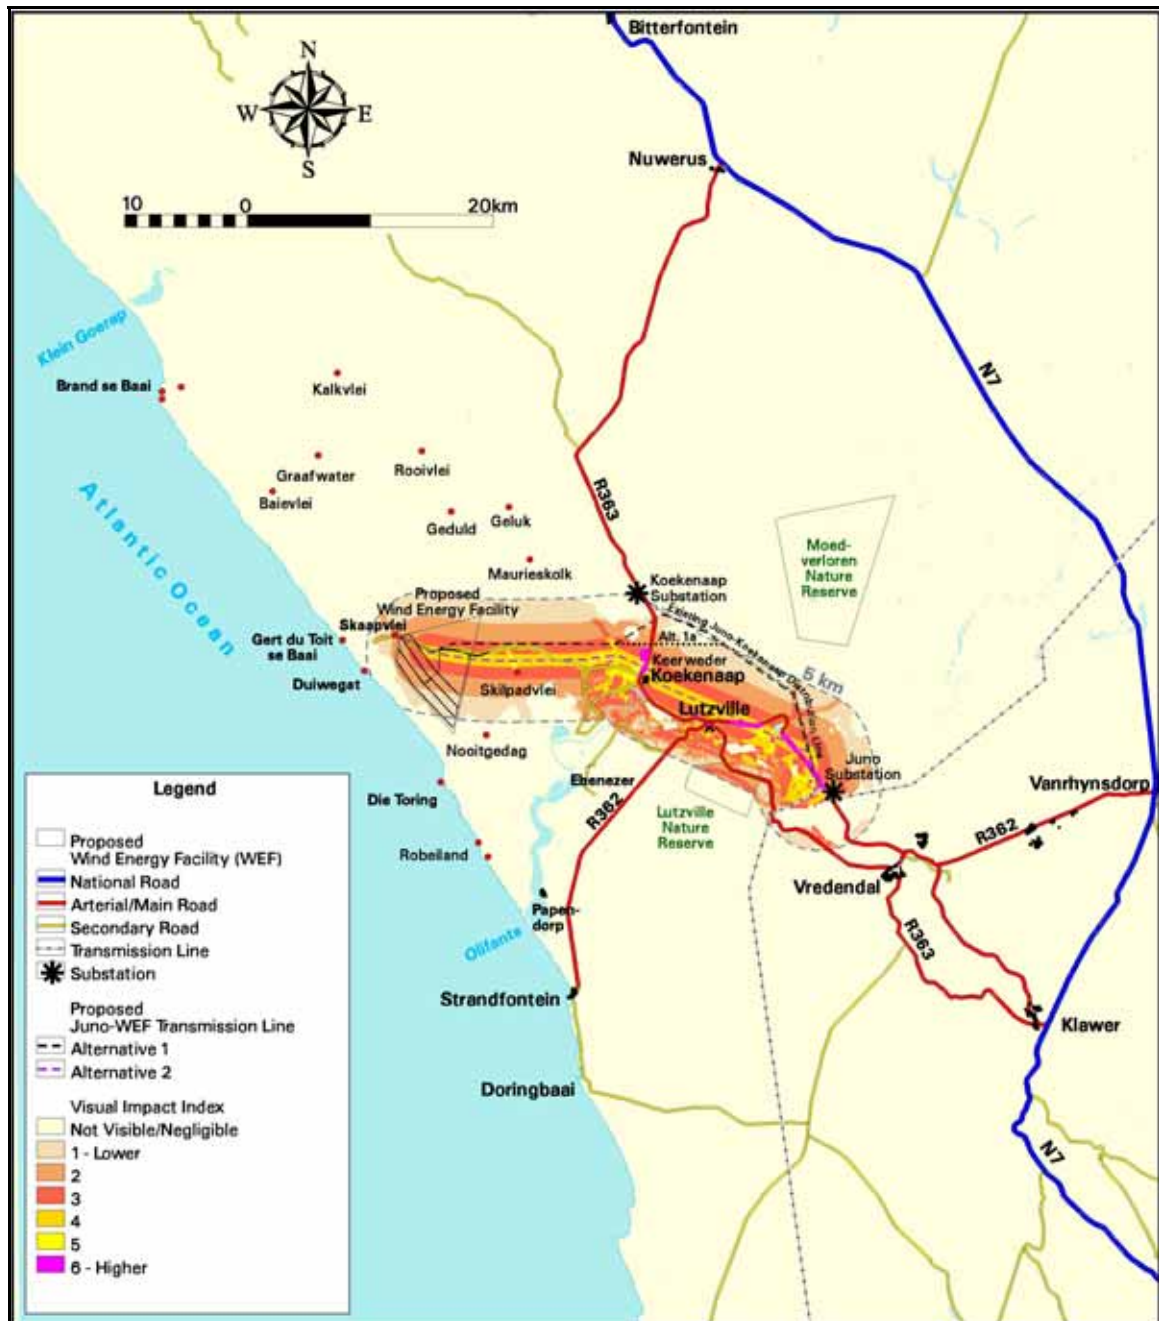 Bitterfontein
N
W
E
S
Nuwerus
10
0
20km
Klein Goerap
N7
Brand se Baai
Kalkvlei
Graafwater
Rooivlei
Baievlei
R363
Geduld
Geluk
Atlantic Ocean
Moed-
verloren
Nature
Reserve
Maurieskolk
Koekenaap
Substation
Proposed
Wind Energy Facility
Existing Juno-Koekenaap Distribution Line
Skaapvlei
Alt. 1a
Gert du Toit
se Baai
Keerweder
Koekenaap
5 km
Duiwegat
Skilpadvlei
Lutzville
Nooitgedag
Juno
Substation
Ebenezer
Vanrhynsdorp
Die Toring
R362
Lutzville
Nature
Reserve
R362
Robeiland
Vredendal
Papen-
dorp
Olifants
R363
Strandfontein
Klawer
Doringbaai
N7
Legend
Proposed
Wind Energy Facility (WEF)
National Road
Arterial/Main Road
Secondary Road
Transmission Line
Substation
Proposed
Juno-WEF Transmission Line
Alternative 1
Alternative 2
Visual Impact Index
Not Visible/Negligible
1 - Lower
2
3
4
5
6 - Higher